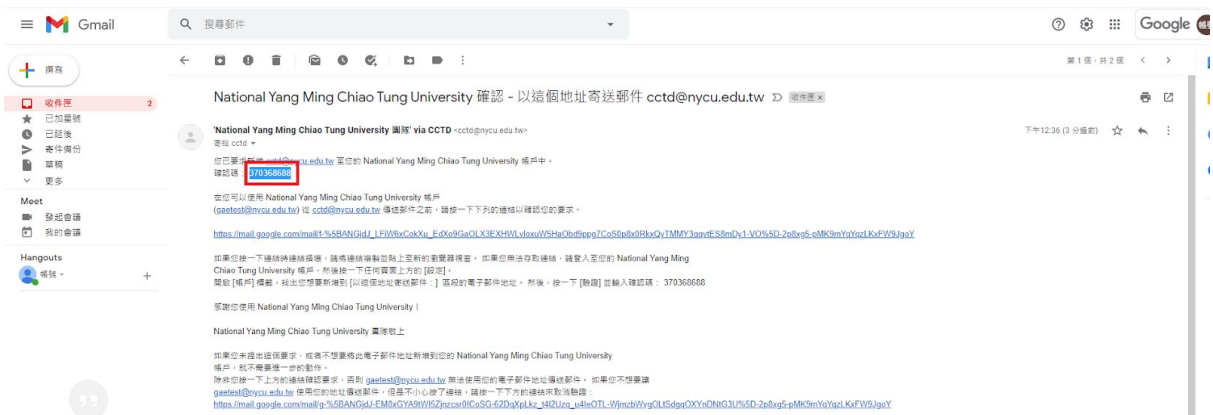 Gmail
搜尋郵件
Google
撰寫
第 1 個，共 2 個
收件匣 2
已加星號
已延後
寄件備份
草稿
更多
Meet
發起會議
我的會議
Hangouts
帳號
National Yang Ming Chiao Tung University 確認 - 以這個地址寄送郵件 cctd@nycu.edu.tw 收件匣 x
'National Yang Ming Chiao Tung University 團隊' via CCTD <cctd@nycu.edu.tw>
下午12:36 (3 分鐘前)
寄給 cctd
您已要求新增 cctd@nycu.edu.tw 至您的 National Yang Ming Chiao Tung University 帳戶中。
確認碼：370368688
在您可以使用 National Yang Ming Chiao Tung University 帳戶
(gaetest@nycu.edu.tw) 從 cctd@nycu.edu.tw 傳送郵件之前，請按一下下列的連結以確認您的要求。
如果您按一下連結時連結損壞，請將連結複製並貼上至新的瀏覽器視窗。 如果您無法存取連結，請登入至您的 National Yang Ming
Chiao Tung University 帳戶，然後按一下任何頁面上方的 [設定]。
開啟 [帳戶] 標籤，找出您想要新增到 [以這個地址寄送郵件：] 區段的電子郵件地址。 然後，按一下 [驗證] 並輸入確認碼： 370368688
感謝您使用 National Yang Ming Chiao Tung University！
National Yang Ming Chiao Tung University 團隊敬上
如果您未提出這個要求，或者不想要將此電子郵件地址新增到您的 National Yang Ming Chiao Tung University
帳戶，就不需要進一步的動作。
除非您按一下上方的連結確認要求，否則 gaetest@nycu.edu.tw 無法使用您的電子郵件地址傳送郵件。 如果您不想要讓
gaetest@nycu.edu.tw 使用您的地址傳送郵件，但是不小心按了連結，請按一下下方的連結來取消驗證：